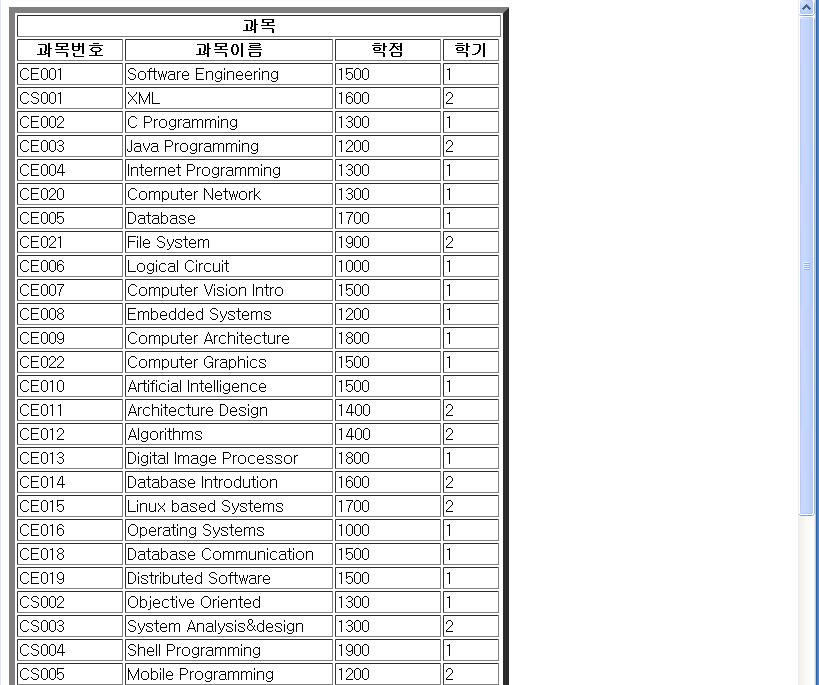 과목
과목번호 과목이름 학점 학기
CE001 Software Engineering 1500 1
CS001 XML 1600 2
CE002 C Programming 1300 1
CE003 Java Programming 1200 2
CE004 Internet Programming 1300 1
CE020 Computer Network 1300 1
CE005 Database 1700 1
CE021 File System 1900 2
CE006 Logical Circuit 1000 1
CE007 Computer Vision Intro 1500 1
CE008 Embedded Systems 1200 1
CE009 Computer Architecture 1800 1
CE022 Computer Graphics 1500 1
CE010 Artificial Intelligence 1500 1
CE011 Architecture Design 1400 2
CE012 Algorithms 1400 2
CE013 Digital Image Processor 1800 1
CE014 Database Introdution 1600 2
CE015 Linux based Systems 1700 2
CE016 Operating Systems 1000 1
CE018 Database Communication 1500 1
CE019 Distributed Software 1500 1
CS002 Objective Oriented 1300 1
CS003 System Analysis&design 1300 2
CS004 Shell Programming 1900 1
CS005 Mobile Programming 1200 2